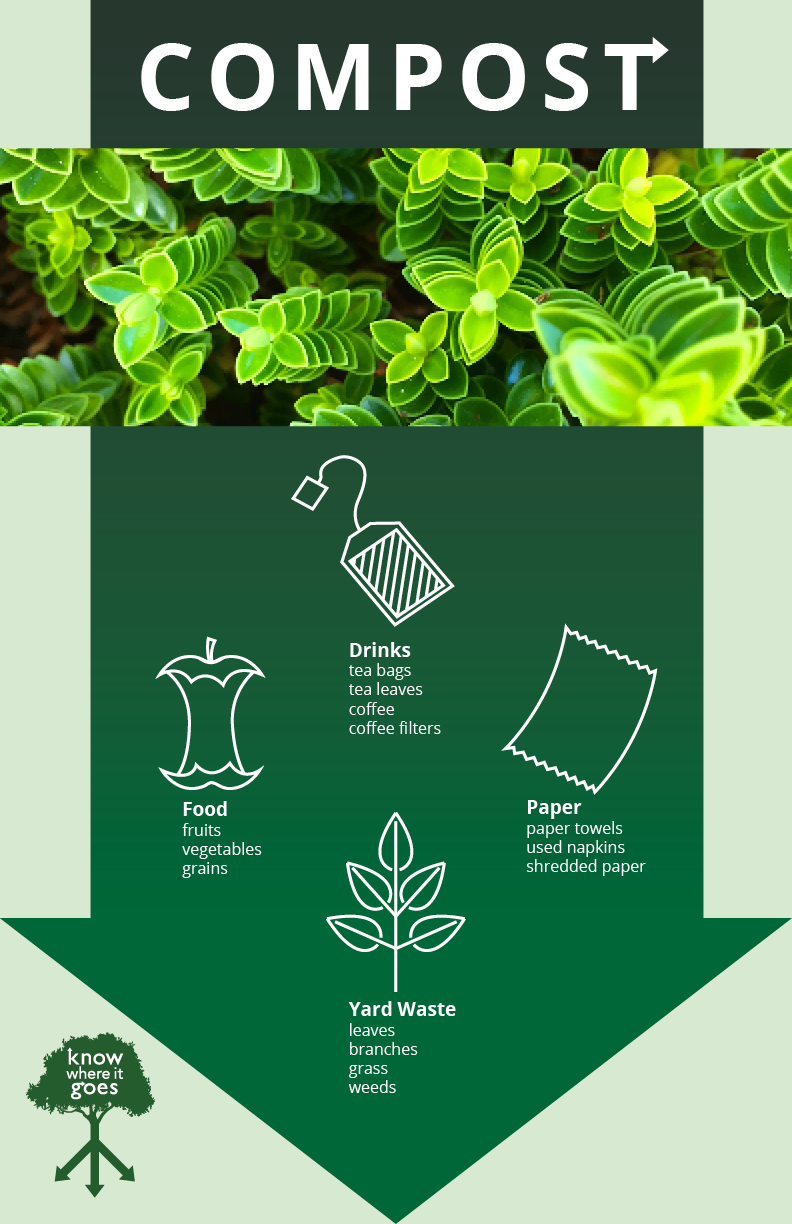 COMPOST
Drinks
tea bags
tea leaves
coffee
coffee filters
Food
fruits
vegetables
grains
Paper
paper towels
used napkins
shredded paper
Yard Waste
leaves
branches
grass
weeds
know
where it
goes